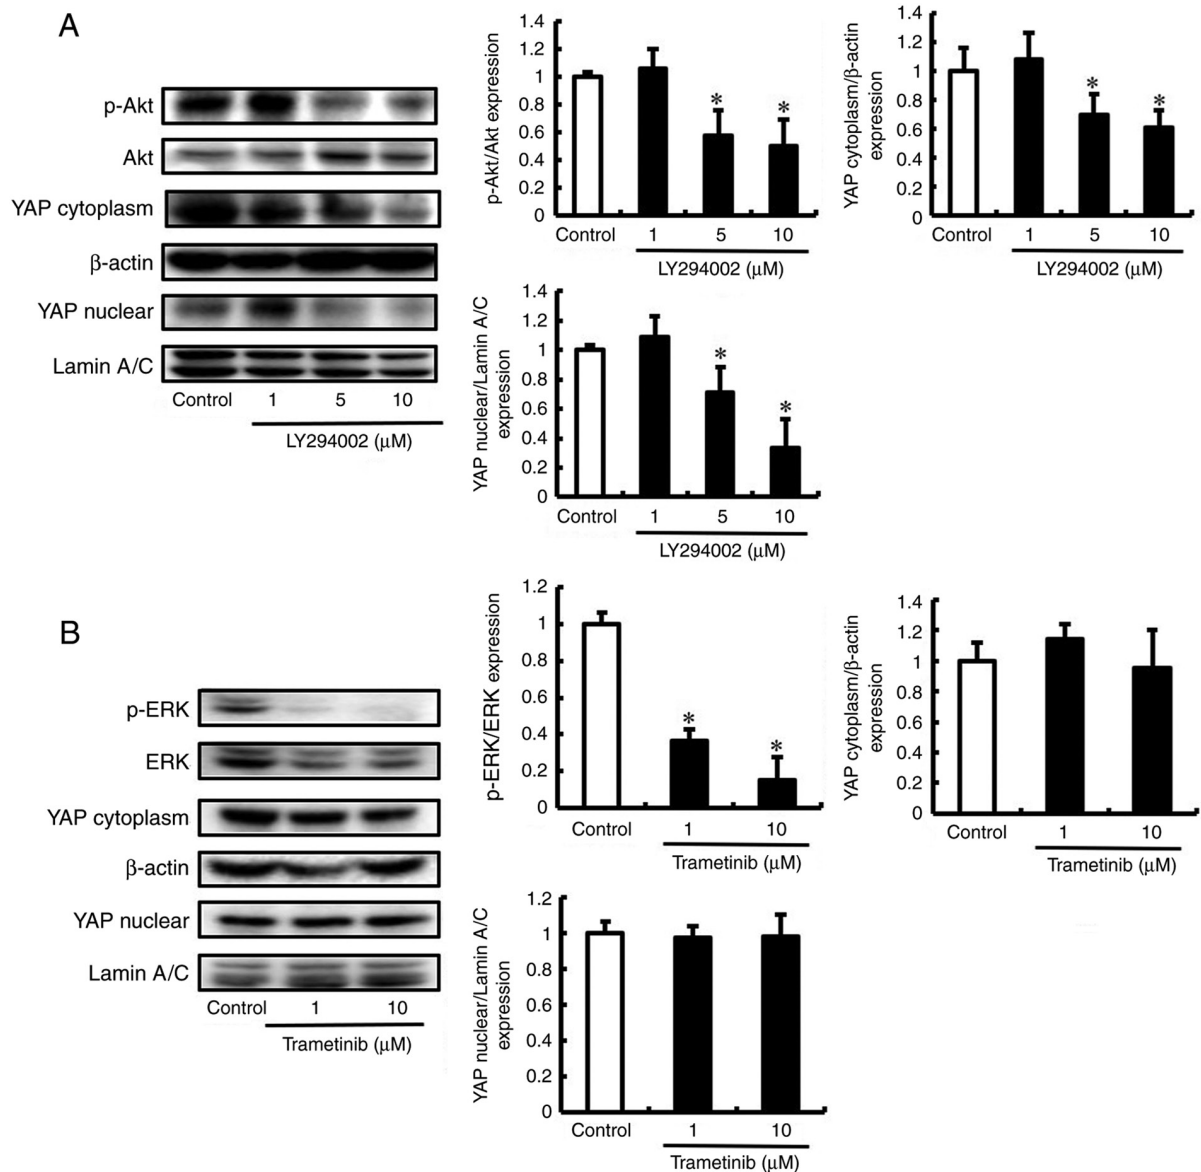 A
p-Akt
Akt
YAP cytoplasm
β-actin
YAP nuclear
Lamin A/C
Control 1 5 10
LY294002 (μM)
p-Akt/Akt expression
1.4
1.2
1
0.8
0.6
0.4
0.2
0
* *
Control 1 5 10
LY294002 (μM)
YAP cytoplasm/β-actin
expression
1.4
1.2
1
0.8
0.6
0.4
0.2
0
* *
Control 1 5 10
LY294002 (μM)
YAP nuclear/Lamin A/C
expression
1.4
1.2
1
0.8
0.6
0.4
0.2
0
* *
Control 1 5 10
LY294002 (μM)
B
p-ERK
ERK
YAP cytoplasm
β-actin
YAP nuclear
Lamin A/C
Control 1 10
Trametinib (μM)
p-ERK/ERK expression
1.2
1
0.8
0.6
0.4
0.2
0
* *
Control 1 10
Trametinib (μM)
YAP cytoplasm/β-actin
expression
1.4
1.2
1
0.8
0.6
0.4
0.2
0
Control 1 10
Trametinib (μM)
YAP nuclear/Lamin A/C
expression
1.2
1
0.8
0.6
0.4
0.2
0
Control 1 10
Trametinib (μM)